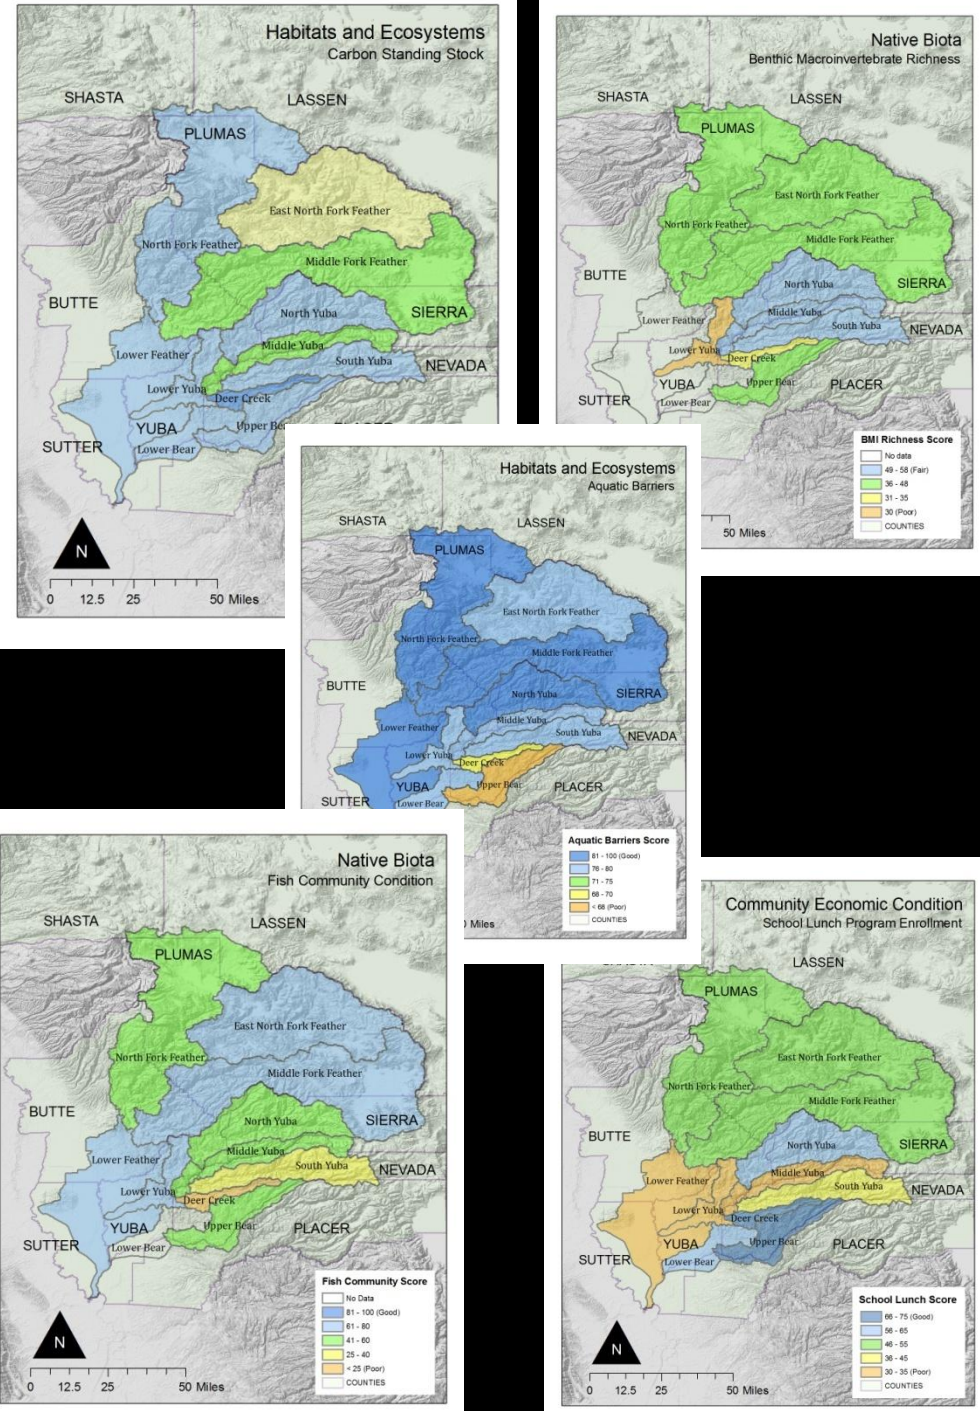 Habitats and Ecosystems
Carbon Standing Stock
SHASTA
LASSEN
PLUMAS
East North Fork Feather
North Fork Feather
Middle Fork Feather
BUTTE
North Yuba
SIERRA
Middle Yuba
Lower Feather
South Yuba
NEVADA
Lower Yuba
Deer Creek
YUBA
Upper Bear
SUTTER
Lower Bear
N
0 12.5 25 50 Miles
Native Biota
Benthic Macroinvertebrate Richness
SHASTA
LASSEN
PLUMAS
East North Fork Feather
North Fork Feather
Middle Fork Feather
BUTTE
North Yuba
SIERRA
Middle Yuba
Lower Feather
South Yuba
NEVADA
Lower Yuba
Deer Creek
YUBA
Upper Bear
PLACER
SUTTER
Lower Bear
BMI Richness Score
No data
49 - 58 (Fair)
36 - 48
31 - 35
30 (Poor)
COUNTIES
50 Miles
Habitats and Ecosystems
Aquatic Barriers
SHASTA
LASSEN
PLUMAS
East North Fork Feather
North Fork Feather
Middle Fork Feather
BUTTE
North Yuba
SIERRA
Lower Feather
Middle Yuba
South Yuba
NEVADA
Lower Yuba
Deer Creek
YUBA
Upper Bear
PLACER
SUTTER
Lower Bear
Aquatic Barriers Score
81 - 100 (Good)
76 - 80
71 - 75
68 - 70
< 68 (Poor)
COUNTIES
Miles
Native Biota
Fish Community Condition
SHASTA
LASSEN
PLUMAS
East North Fork Feather
North Fork Feather
Middle Fork Feather
BUTTE
North Yuba
SIERRA
Middle Yuba
Lower Feather
South Yuba
NEVADA
Lower Yuba
Deer Creek
YUBA
Upper Bear
PLACER
SUTTER
Lower Bear
Fish Community Score
No Data
81 - 100 (Good)
61 - 80
41 - 60
25 - 40
< 25 (Poor)
COUNTIES
N
0 12.5 25 50 Miles
Community Economic Condition
School Lunch Program Enrollment
LASSEN
PLUMAS
East North Fork Feather
North Fork Feather
Middle Fork Feather
BUTTE
North Yuba
SIERRA
Middle Yuba
Lower Feather
South Yuba
NEVADA
Lower Yuba
Deer Creek
YUBA
Upper Bear
PLACER
SUTTER
Lower Bear
School Lunch Score
66 - 75 (Good)
56 - 65
46 - 55
36 - 45
30 - 35 (Poor)
COUNTIES
N
0 12.5 25 50 Miles